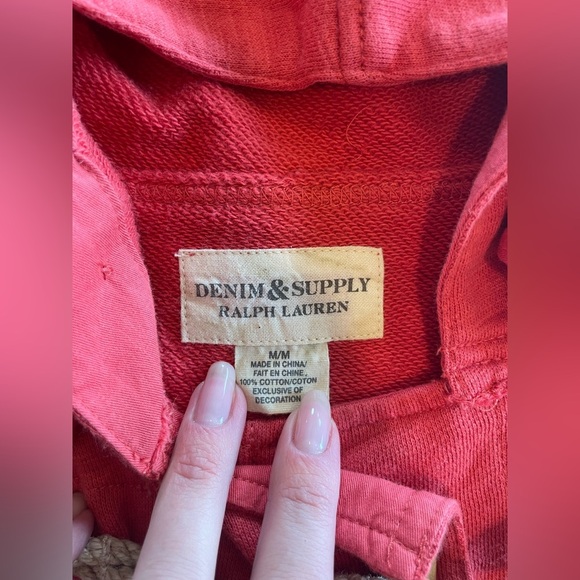 DENIM & SUPPLY
RALPH LAUREN
M/M
MADE IN CHINA/
FAIT EN CHINE,
100% COTTON/COTON
EXCLUSIVE OF
DECORATION